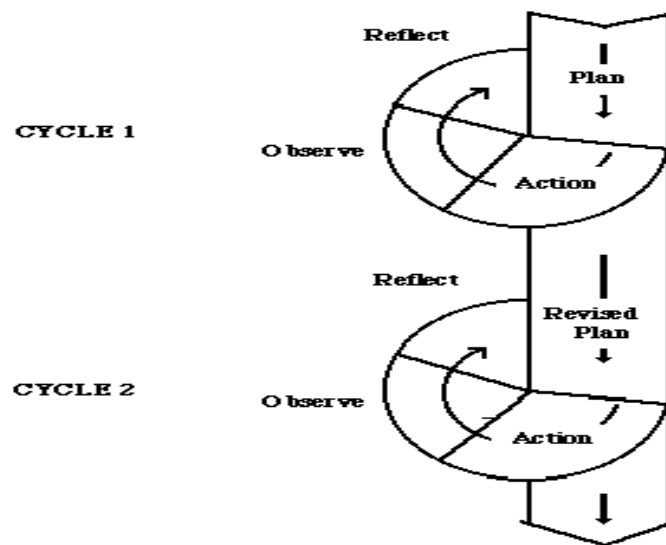 Reflect
Plan
CYCLE 1
Observe
Action
Reflect
Revised
Plan
CYCLE 2
Observe
Action